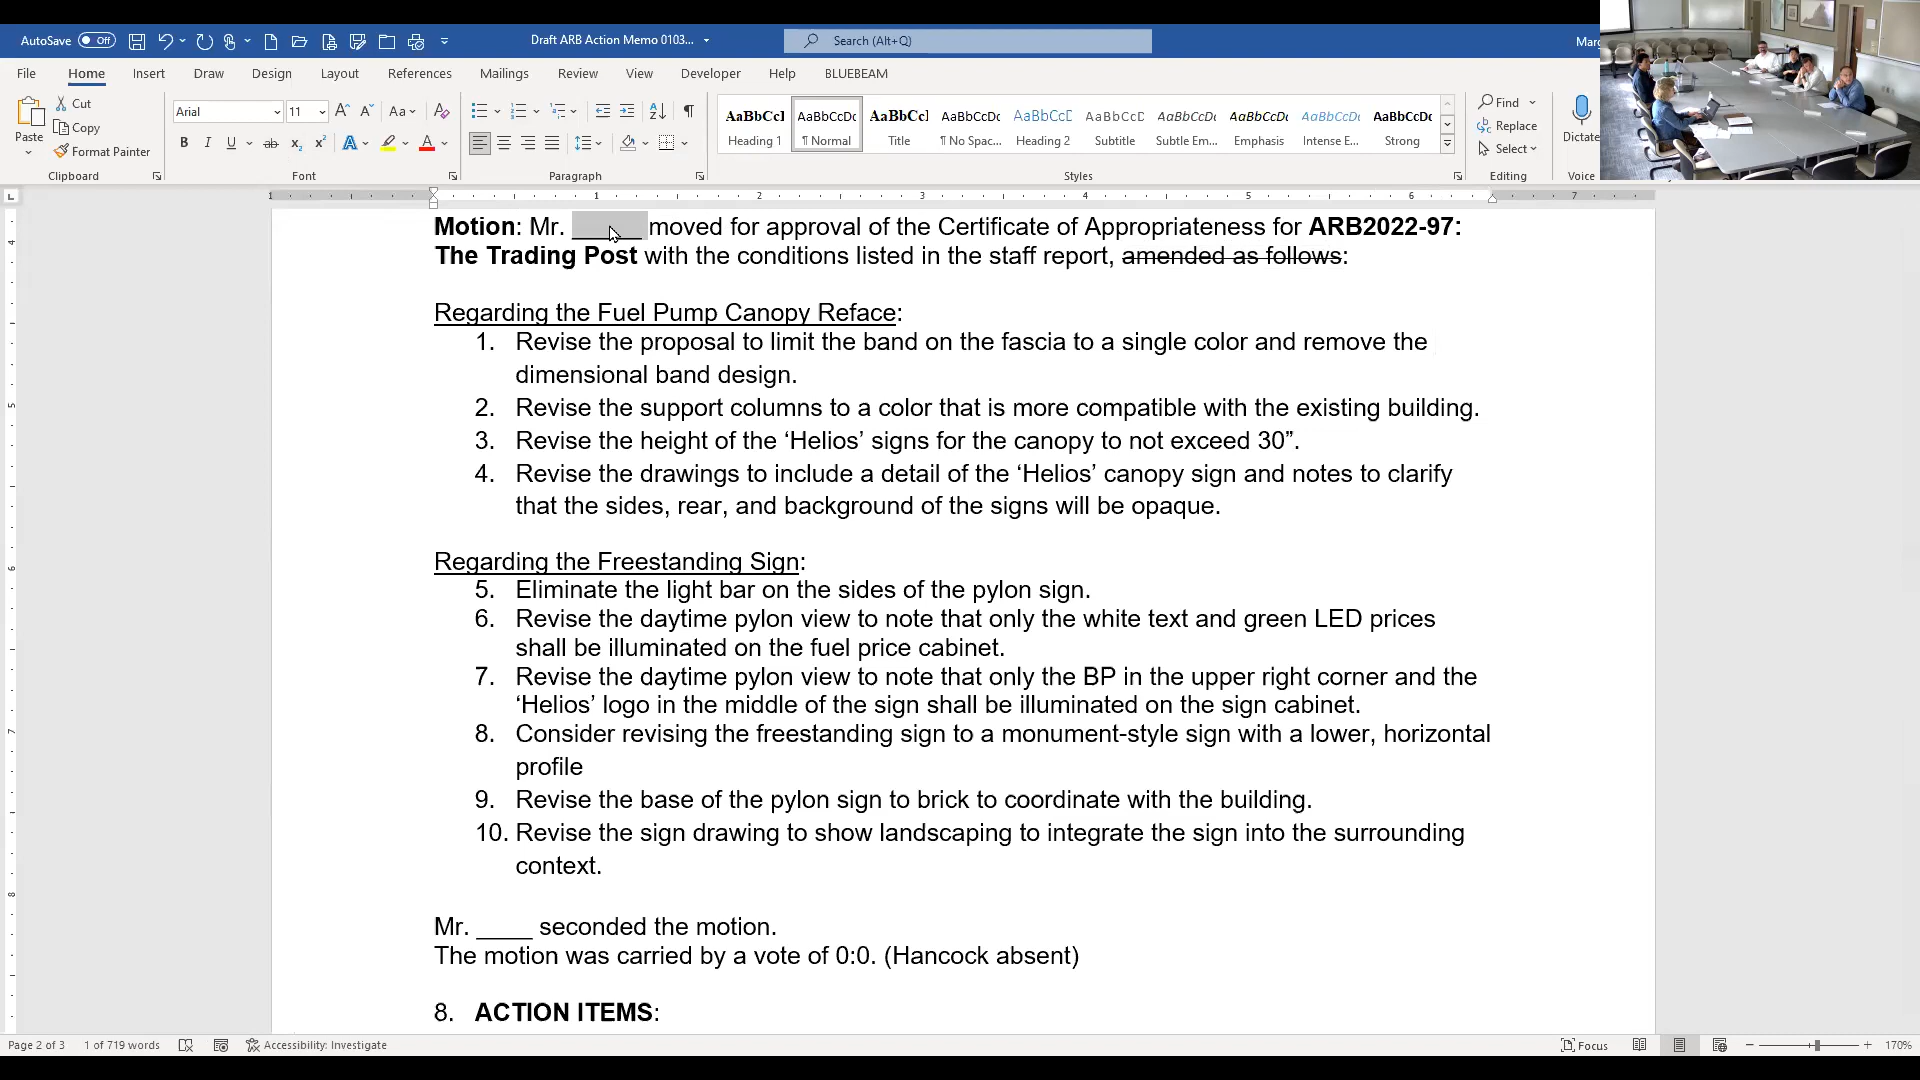 AutoSave Off Draft ARB Action Memo 0103... Search (Alt+Q) Marg
File Home Insert Draw Design Layout References Mailings Review View Developer Help BLUEBEAM
Paste Cut Copy Format Painter
Arial 11
AaBbCcI AaBbCcDc AaBbCcI AaBbCcDc AaBbCcD AaBbCcD AaBbCcDc AaBbCcDc AaBbCcDc AaBbCcDc
Heading 1 ¶ Normal Title ¶ No Spac... Heading 2 Subtitle Subtle Em... Emphasis Intense E... Strong
Find Replace Select Dictate
Clipboard Font Paragraph Styles Editing Voice
1 1 2 3 4 5 6 7
Motion: Mr. _____ moved for approval of the Certificate of Appropriateness for ARB2022-97:
The Trading Post with the conditions listed in the staff report, amended as follows:
Regarding the Fuel Pump Canopy Reface:
1. Revise the proposal to limit the band on the fascia to a single color and remove the
dimensional band design.
2. Revise the support columns to a color that is more compatible with the existing building.
3. Revise the height of the ‘Helios’ signs for the canopy to not exceed 30”.
4. Revise the drawings to include a detail of the ‘Helios’ canopy sign and notes to clarify
that the sides, rear, and background of the signs will be opaque.
Regarding the Freestanding Sign:
5. Eliminate the light bar on the sides of the pylon sign.
6. Revise the daytime pylon view to note that only the white text and green LED prices
shall be illuminated on the fuel price cabinet.
7. Revise the daytime pylon view to note that only the BP in the upper right corner and the
‘Helios’ logo in the middle of the sign shall be illuminated on the sign cabinet.
8. Consider revising the freestanding sign to a monument-style sign with a lower, horizontal
profile
9. Revise the base of the pylon sign to brick to coordinate with the building.
10. Revise the sign drawing to show landscaping to integrate the sign into the surrounding
context.
Mr. ____ seconded the motion.
The motion was carried by a vote of 0:0. (Hancock absent)
8. ACTION ITEMS:
Page 2 of 3 1 of 719 words Accessibility: Investigate Focus 170%